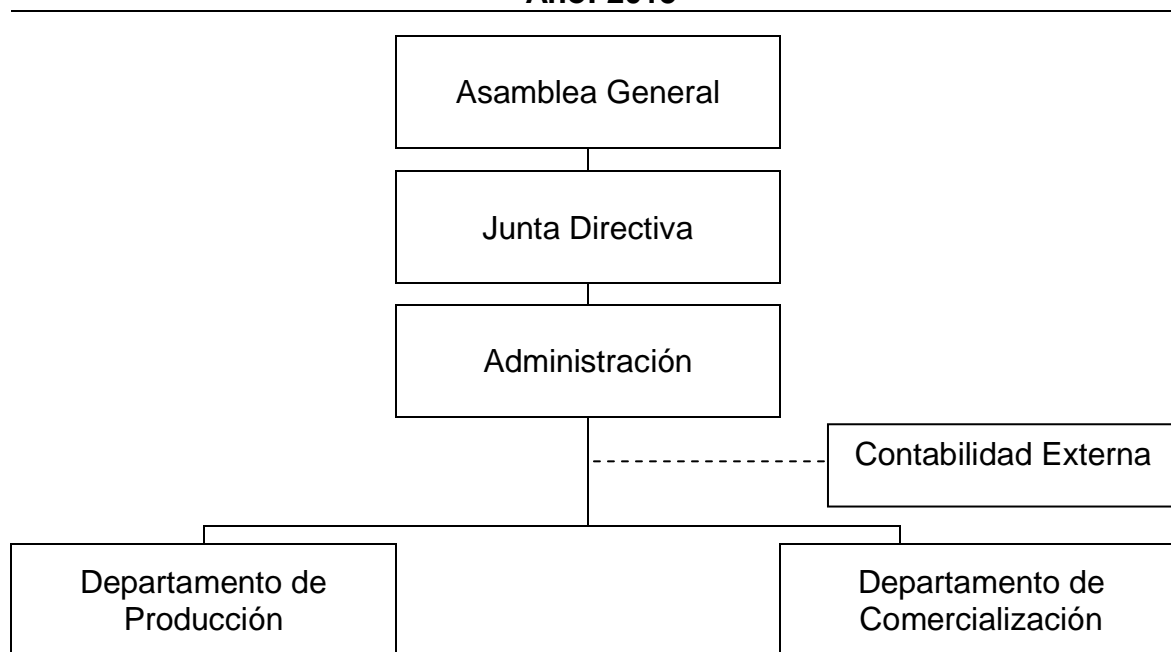 Asamblea General
Junta Directiva
Administración
Contabilidad Externa
Departamento de
Producción
Departamento de
Comercialización